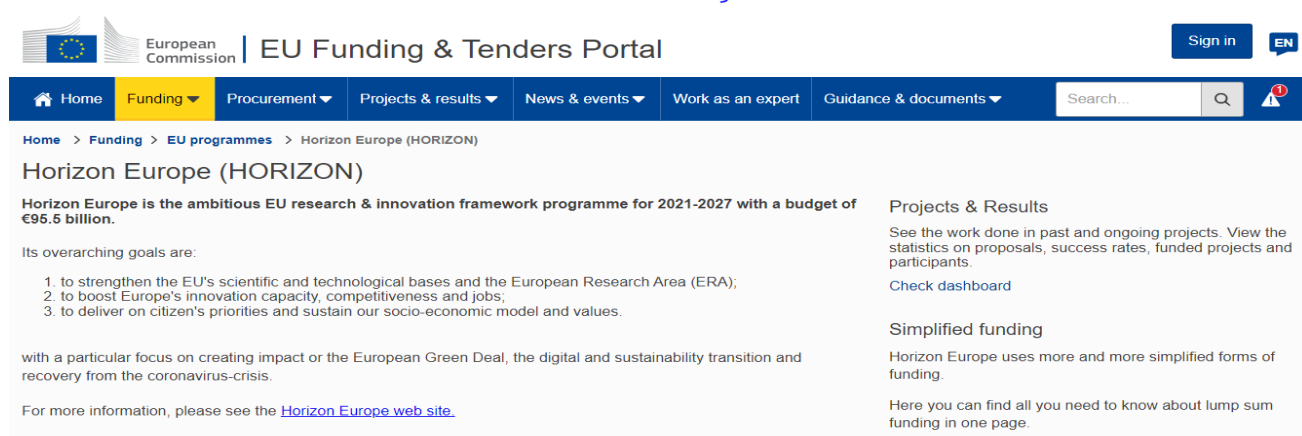 European
Commission
EU Funding & Tenders Portal
Sign in
EN
Home Funding Procurement Projects & results News & events Work as an expert Guidance & documents Search... 1
Home > Funding > EU programmes > Horizon Europe (HORIZON)
Horizon Europe (HORIZON)
Horizon Europe is the ambitious EU research & innovation framework programme for 2021-2027 with a budget of
€95.5 billion.
Its overarching goals are:
1. to strengthen the EU's scientific and technological bases and the European Research Area (ERA);
2. to boost Europe's innovation capacity, competitiveness and jobs;
3. to deliver on citizen's priorities and sustain our socio-economic model and values.
with a particular focus on creating impact or the European Green Deal, the digital and sustainability transition and
recovery from the coronavirus-crisis.
For more information, please see the Horizon Europe web site.
Projects & Results
See the work done in past and ongoing projects. View the
statistics on proposals, success rates, funded projects and
participants.
Check dashboard
Simplified funding
Horizon Europe uses more and more simplified forms of
funding.
Here you can find all you need to know about lump sum
funding in one page.